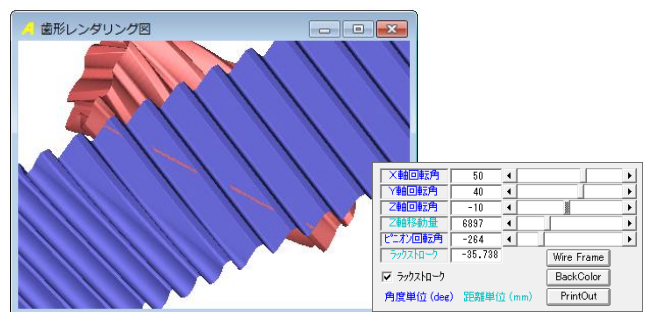 歯形レンダリング図
X軸回転角 50
Y軸回転角 40
Z軸回転角 -10
Z軸移動量 6897
ピニオン回転角 -264
ラックストローク -35.738
Wire Frame
ラックストローク
BackColor
角度単位 (deg) 距離単位 (mm)
PrintOut